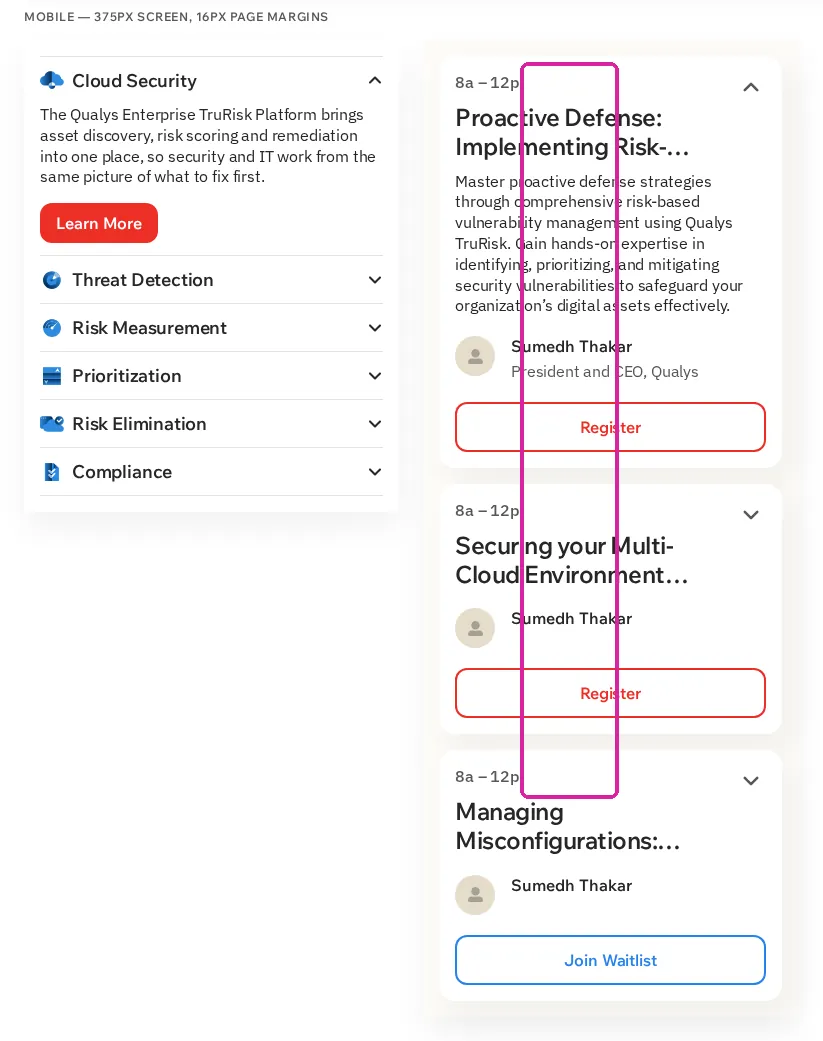 MOBILE — 375PX SCREEN, 16PX PAGE MARGINS
Cloud Security
The Qualys Enterprise TruRisk Platform brings
asset discovery, risk scoring and remediation
into one place, so security and IT work from the
same picture of what to fix first.
Learn More
Threat Detection
Risk Measurement
Prioritization
Risk Elimination
Compliance
8a – 12p
Proactive Defense:
Implementing Risk-…
Master proactive defense strategies
through comprehensive risk-based
vulnerability management using Qualys
TruRisk. Gain hands-on expertise in
identifying, prioritizing, and mitigating
security vulnerabilities to safeguard your
organization’s digital assets effectively.
Sumedh Thakar
President and CEO, Qualys
Register
8a – 12p
Securing your Multi-
Cloud Environment…
Sumedh Thakar
Register
8a – 12p
Managing
Misconfigurations:…
Sumedh Thakar
Join Waitlist